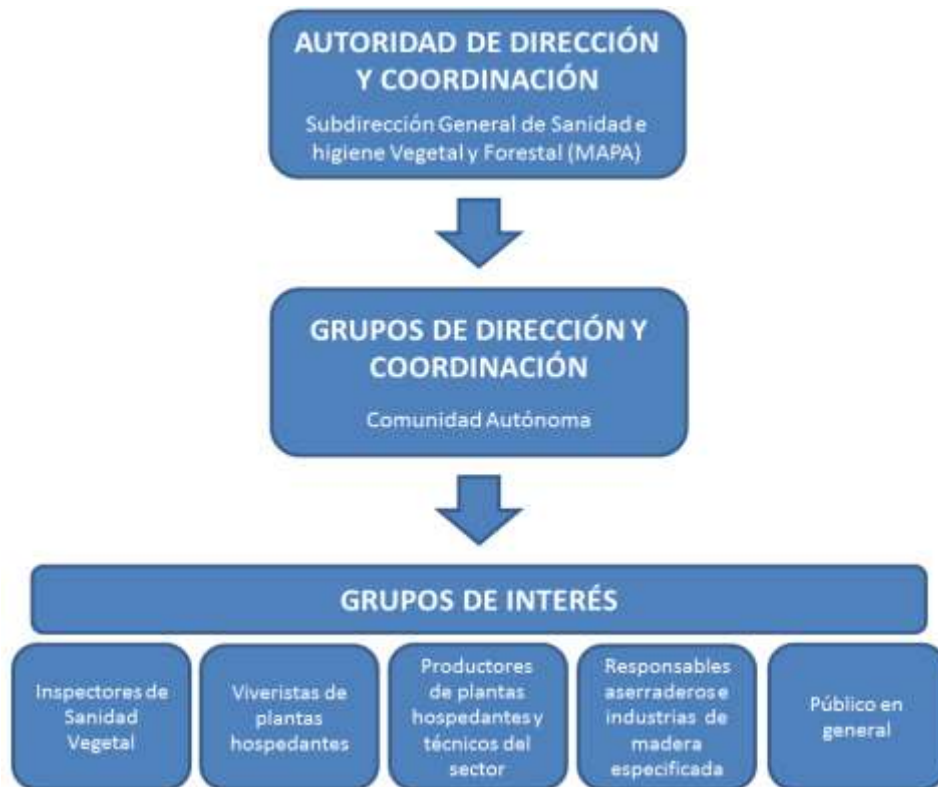 AUTORIDAD DE DIRECCIÓN
Y COORDINACIÓN
Subdirección General de Sanidad e
higiene Vegetal y Forestal (MAPA)
GRUPOS DE DIRECCIÓN Y
COORDINACIÓN
Comunidad Autónoma
GRUPOS DE INTERÉS
Inspectores de
Sanidad
Vegetal
Viveristas de
plantas
hospedantes
Productores
de plantas
hospedantes y
técnicos del
sector
Responsables
aserraderos e
industrias de
madera
especificada
Público en
general